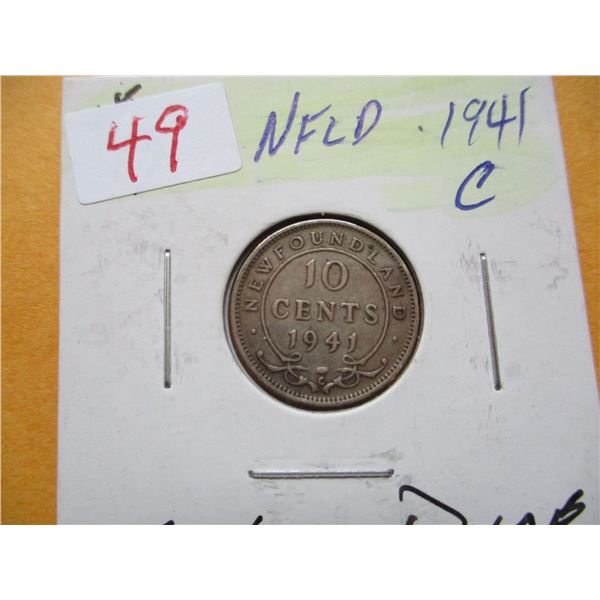 49
NFLD. 1941
C
NEWFOUNDLAND
10
CENTS
1941
C